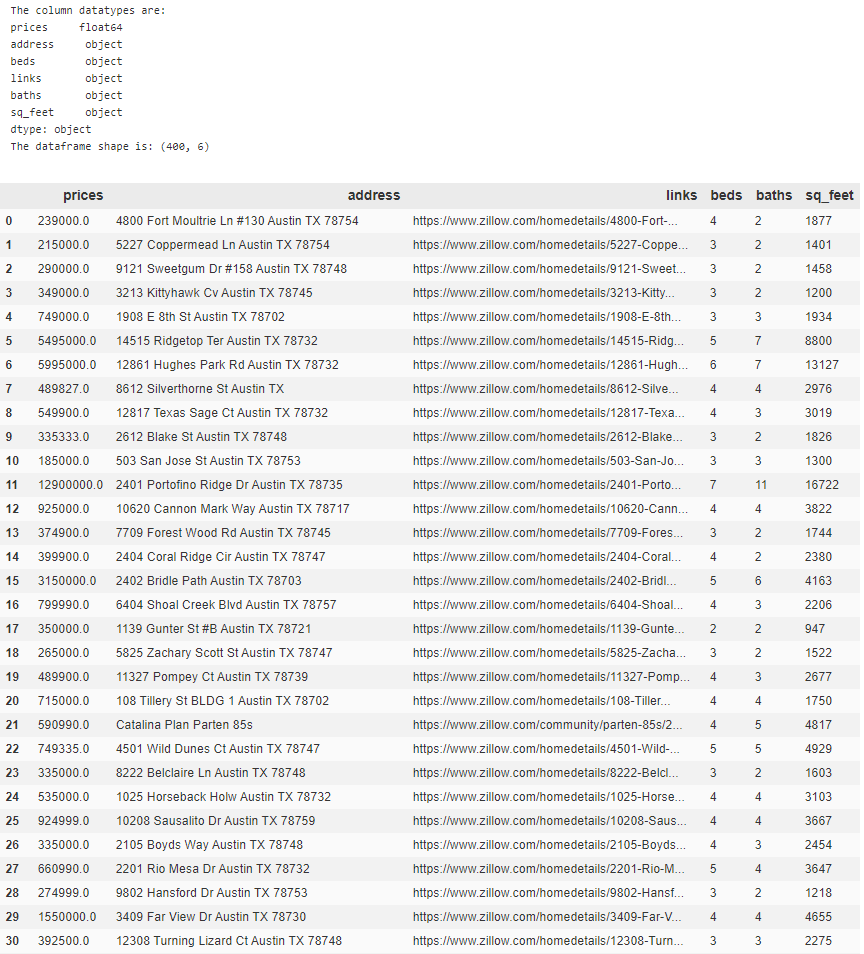 The column datatypes are:
prices float64
address object
beds object
links object
baths object
sq_feet object
dtype: object
The dataframe shape is: (400, 6)
prices address links beds baths sq_feet
0 239000.0 4800 Fort Moultrie Ln #130 Austin TX 78754 https://www.zillow.com/homedetails/4800-Fort-... 4 2 1877
1 215000.0 5227 Coppermead Ln Austin TX 78754 https://www.zillow.com/homedetails/5227-Coppe... 3 2 1401
2 290000.0 9121 Sweetgum Dr #158 Austin TX 78748 https://www.zillow.com/homedetails/9121-Sweet... 3 2 1458
3 349000.0 3213 Kittyhawk Cv Austin TX 78745 https://www.zillow.com/homedetails/3213-Kitty... 3 2 1200
4 749000.0 1908 E 8th St Austin TX 78702 https://www.zillow.com/homedetails/1908-E-8th... 3 3 1934
5 5495000.0 14515 Ridgetop Ter Austin TX 78732 https://www.zillow.com/homedetails/14515-Ridg... 5 7 8800
6 5995000.0 12861 Hughes Park Rd Austin TX 78732 https://www.zillow.com/homedetails/12861-Hugh... 6 7 13127
7 489827.0 8612 Silverthorne St Austin TX https://www.zillow.com/homedetails/8612-Silve... 4 4 2976
8 549900.0 12817 Texas Sage Ct Austin TX 78732 https://www.zillow.com/homedetails/12817-Texa... 4 3 3019
9 335333.0 2612 Blake St Austin TX 78748 https://www.zillow.com/homedetails/2612-Blake... 3 2 1826
10 185000.0 503 San Jose St Austin TX 78753 https://www.zillow.com/homedetails/503-San-Jo... 3 3 1300
11 12900000.0 2401 Portofino Ridge Dr Austin TX 78735 https://www.zillow.com/homedetails/2401-Porto... 7 11 16722
12 925000.0 10620 Cannon Mark Way Austin TX 78717 https://www.zillow.com/homedetails/10620-Cann... 4 4 3822
13 374900.0 7709 Forest Wood Rd Austin TX 78745 https://www.zillow.com/homedetails/7709-Fores... 3 2 1744
14 399900.0 2404 Coral Ridge Cir Austin TX 78747 https://www.zillow.com/homedetails/2404-Coral... 4 2 2380
15 3150000.0 2402 Bridle Path Austin TX 78703 https://www.zillow.com/homedetails/2402-Bridl... 5 6 4163
16 799990.0 6404 Shoal Creek Blvd Austin TX 78757 https://www.zillow.com/homedetails/6404-Shoal... 4 3 2206
17 350000.0 1139 Gunter St #B Austin TX 78721 https://www.zillow.com/homedetails/1139-Gunte... 2 2 947
18 265000.0 5825 Zachary Scott St Austin TX 78747 https://www.zillow.com/homedetails/5825-Zacha... 3 2 1522
19 489900.0 11327 Pompey Ct Austin TX 78739 https://www.zillow.com/homedetails/11327-Pomp... 4 3 2677
20 715000.0 108 Tillery St BLDG 1 Austin TX 78702 https://www.zillow.com/homedetails/108-Tiller... 4 4 1750
21 590990.0 Catalina Plan Parten 85s https://www.zillow.com/community/parten-85s/2... 4 5 4817
22 749335.0 4501 Wild Dunes Ct Austin TX 78747 https://www.zillow.com/homedetails/4501-Wild-... 5 5 4929
23 335000.0 8222 Belclaire Ln Austin TX 78748 https://www.zillow.com/homedetails/8222-Belcl... 3 2 1603
24 535000.0 1025 Horseback Holw Austin TX 78732 https://www.zillow.com/homedetails/1025-Horse... 4 4 3103
25 924999.0 10208 Sausalito Dr Austin TX 78759 https://www.zillow.com/homedetails/10208-Saus... 4 4 3667
26 335000.0 2105 Boyds Way Austin TX 78748 https://www.zillow.com/homedetails/2105-Boyds... 4 3 2454
27 660990.0 2201 Rio Mesa Dr Austin TX 78732 https://www.zillow.com/homedetails/2201-Rio-M... 5 4 3647
28 274999.0 9802 Hansford Dr Austin TX 78753 https://www.zillow.com/homedetails/9802-Hansf... 3 2 1218
29 1550000.0 3409 Far View Dr Austin TX 78730 https://www.zillow.com/homedetails/3409-Far-V... 4 4 4655
30 392500.0 12308 Turning Lizard Ct Austin TX 78748 https://www.zillow.com/homedetails/12308-Turn... 3 3 2275